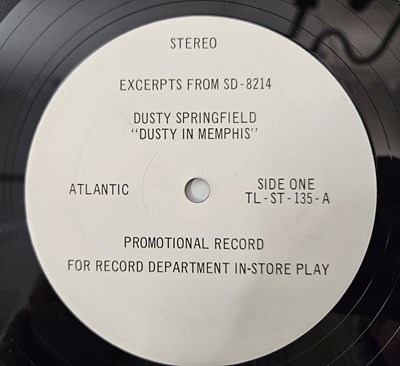 STEREO
EXCERPTS FROM SD-8214
DUSTY SPRINGFIELD
"DUSTY IN MEMPHIS"
ATLANTIC
SIDE ONE
TL-ST-135-A
PROMOTIONAL RECORD
FOR RECORD DEPARTMENT IN-STORE PLAY